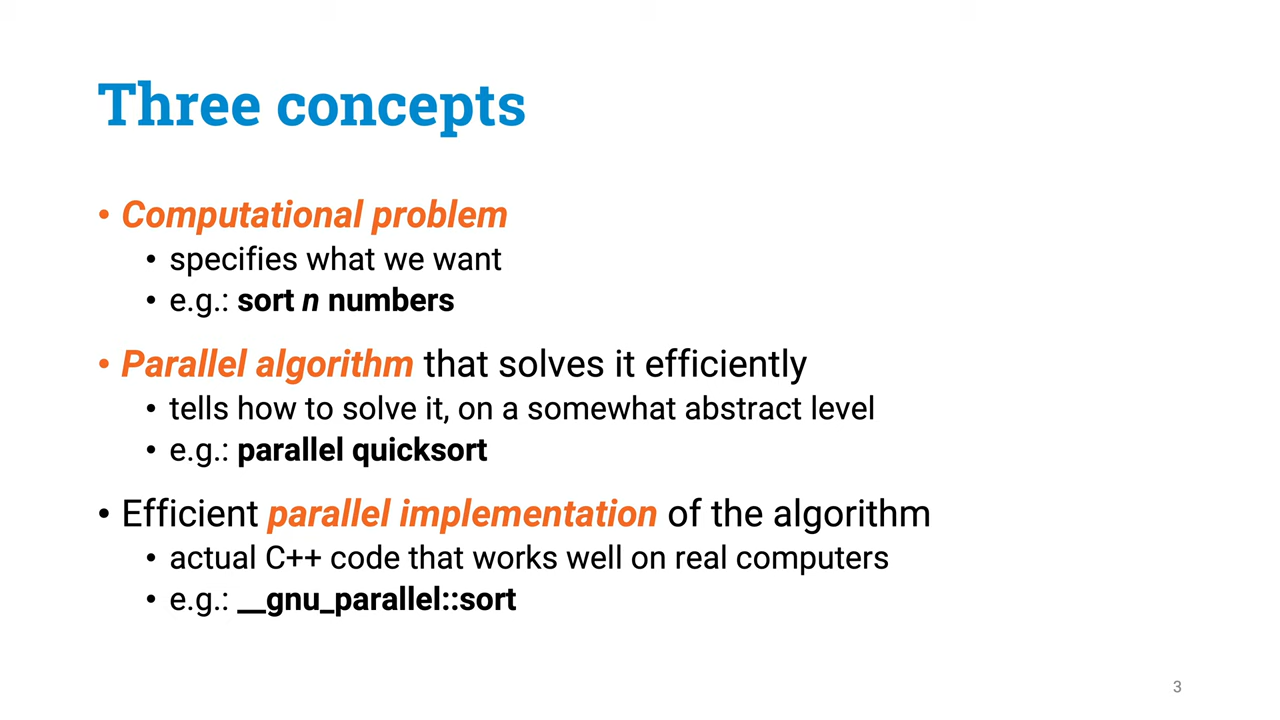 Three concepts
• Computational problem
• specifies what we want
• e.g.: sort n numbers
• Parallel algorithm that solves it efficiently
• tells how to solve it, on a somewhat abstract level
• e.g.: parallel quicksort
• Efficient parallel implementation of the algorithm
• actual C++ code that works well on real computers
• e.g.: __gnu_parallel::sort
3